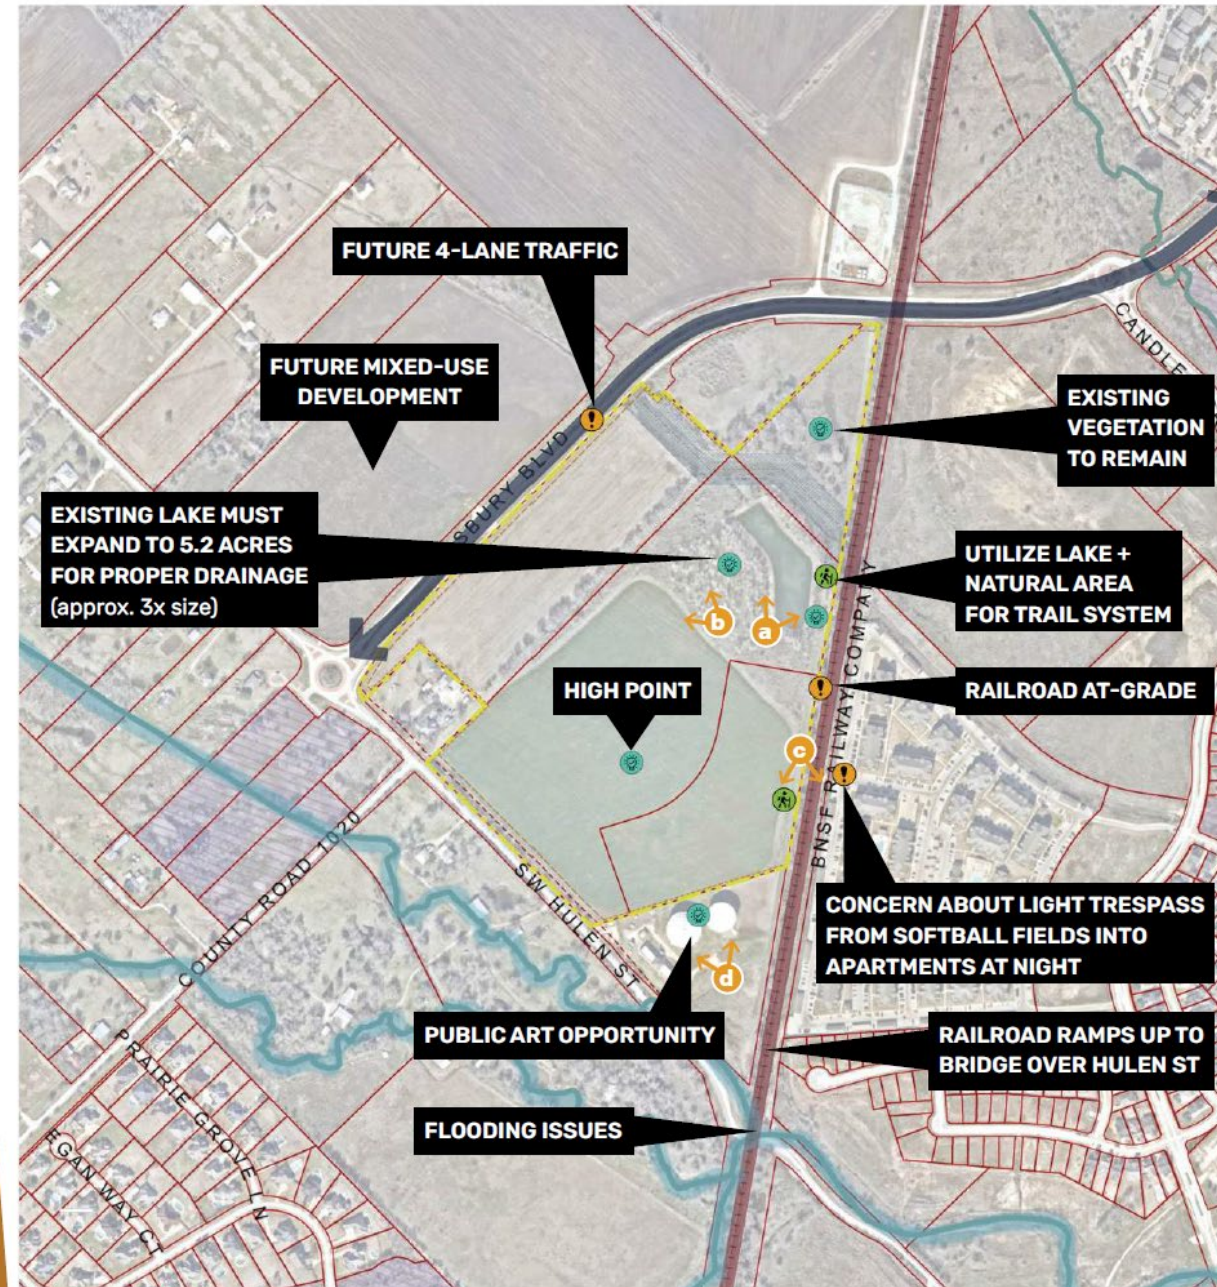 FUTURE 4-LANE TRAFFIC
FUTURE MIXED-USE
DEVELOPMENT
CANDLE
EXISTING
VEGETATION
TO REMAIN
SBURY BLVD
EXISTING LAKE MUST
EXPAND TO 5.2 ACRES
FOR PROPER DRAINAGE
(approx. 3x size)
UTILIZE LAKE +
NATURAL AREA
FOR TRAIL SYSTEM
b
a
HIGH POINT
RAILROAD AT-GRADE
c
BNSF RAILWAY COMPANY
COUNTY ROAD 1020
SW HULEN ST
CONCERN ABOUT LIGHT TRESPASS
FROM SOFTBALL FIELDS INTO
APARTMENTS AT NIGHT
d
PUBLIC ART OPPORTUNITY
RAILROAD RAMPS UP TO
BRIDGE OVER HULEN ST
PRAIRIE GROVE LN
FLOODING ISSUES
EGAN WAY CT